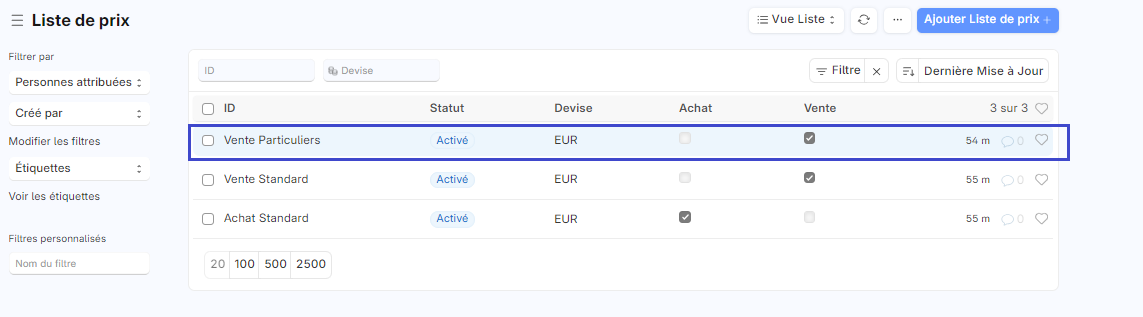 Liste de prix
Vue Liste
Ajouter Liste de prix +
Filtrer par
Personnes attribuées
Créé par
Modifier les filtres
Étiquettes
Voir les étiquettes
Filtres personnalisés
Nom du filtre
ID Devise Filtre Dernière Mise à Jour
ID Statut Devise Achat Vente 3 sur 3
Vente Particuliers Activé EUR 54 m 0
Vente Standard Activé EUR 55 m 0
Achat Standard Activé EUR 55 m 0
20 100 500 2500